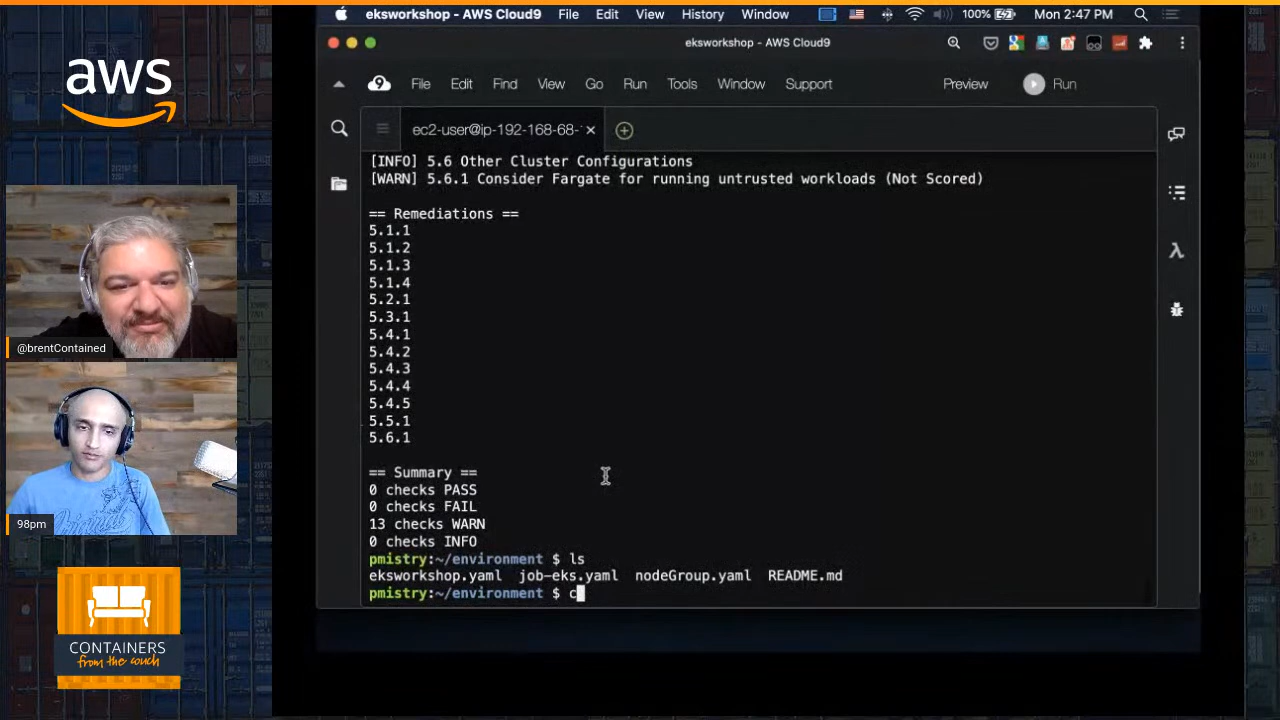 aws
@brentContained
98pm
CONTAINERS
from the couch
eksworkshop - AWS Cloud9 File Edit View History Window 100% Mon 2:47 PM
eksworkshop - AWS Cloud9
File Edit Find View Go Run Tools Window Support Preview Run
ec2-user@ip-192-168-68-
[INFO] 5.6 Other Cluster Configurations
[WARN] 5.6.1 Consider Fargate for running untrusted workloads (Not Scored)
== Remediations ==
5.1.1
5.1.2
5.1.3
5.1.4
5.2.1
5.3.1
5.4.1
5.4.2
5.4.3
5.4.4
5.4.5
5.5.1
5.6.1
== Summary ==
0 checks PASS
0 checks FAIL
13 checks WARN
0 checks INFO
pmistry:~/environment $ ls
eksworkshop.yaml job-eks.yaml nodeGroup.yaml README.md
pmistry:~/environment $ c